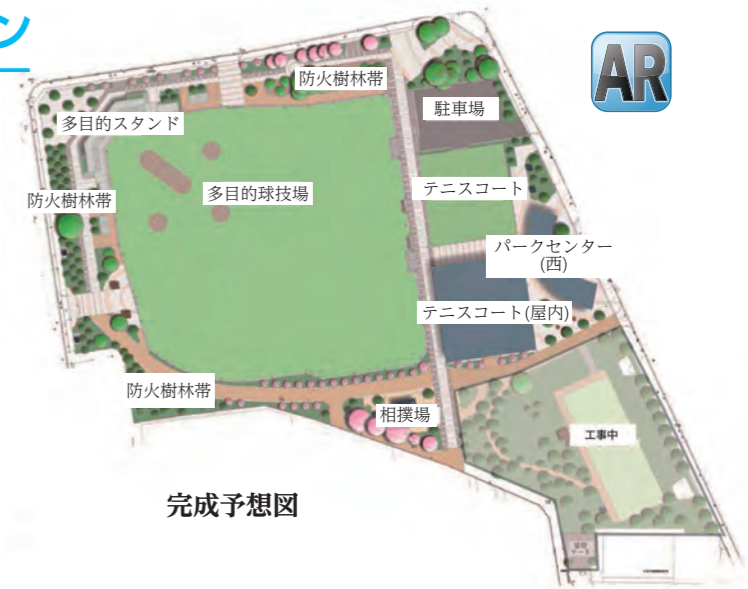 ン
AR
防火樹林帯
駐車場
多目的スタンド
テニスコート
防火樹林帯
多目的球技場
パークセンター
(西)
テニスコート(屋内)
防火樹林帯
相撲場
工事中
完成予想図